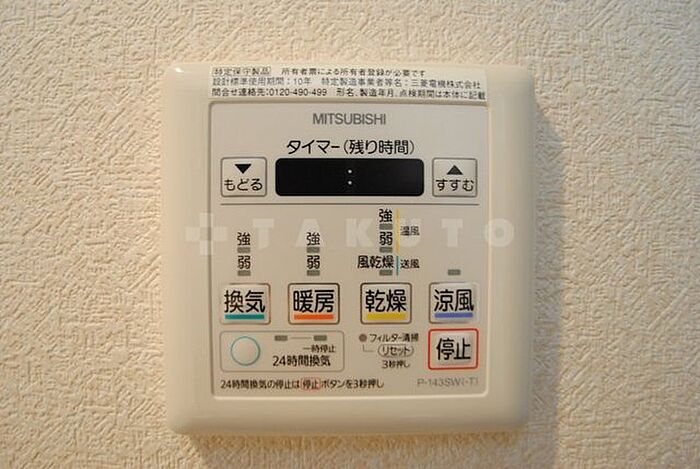 特定保守製品 所有者票による所有者登録が必要です
設計標準使用期間：10年 特定製造事業者等名：三菱電機株式会社
問合せ連絡先：0120-490-499 形名、製造年月、点検期間は本体に記載
MITSUBISHI
タイマー（残り時間）
▼ もどる
:
▲ すすむ
強
弱
強
弱
強
弱
温風
風乾燥
送風
TAKUTO
換気
暖房
乾燥
涼風
一時停止
24時間換気
フィルター清掃
リセット
3秒押し
停止
24時間換気の停止は停止ボタンを3秒押し
P-143SW(-T)